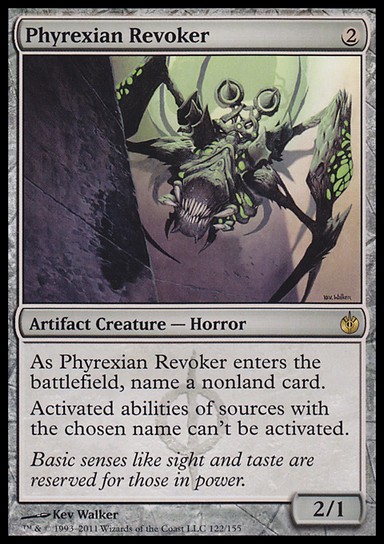 Phyrexian Revoker 2
Artifact Creature — Horror
As Phyrexian Revoker enters the
battlefield, name a nonland card.
Activated abilities of sources with
the chosen name can't be activated.
Basic senses like sight and taste are
reserved for those in power.
Kev Walker
2/1
™ & © 1993–2011 Wizards of the Coast LLC 122/155